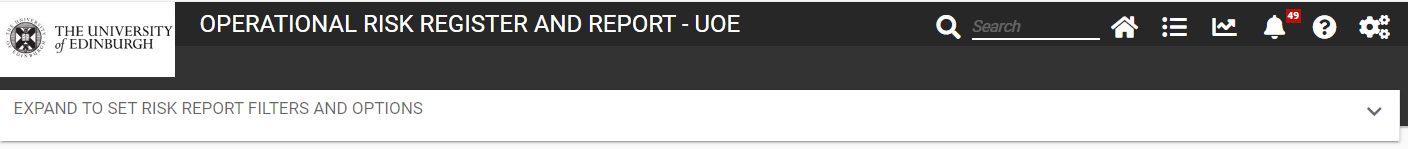 THE UNIVERSITY
of EDINBURGH
OPERATIONAL RISK REGISTER AND REPORT - UOE
Search
49
EXPAND TO SET RISK REPORT FILTERS AND OPTIONS